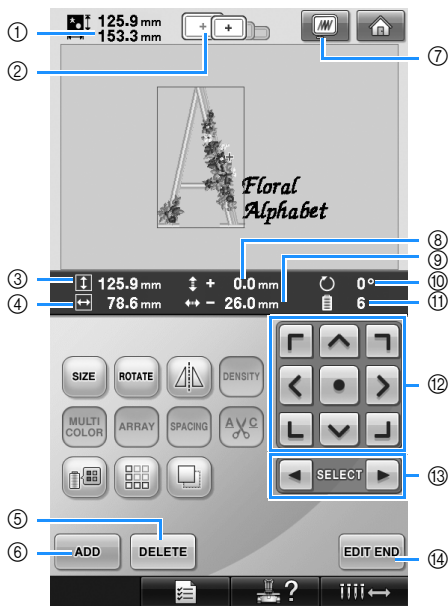 ① 125.9 mm
153.3 mm
②
⑦
Floral
Alphabet
⑧
⑨
③ 125.9 mm + 0.0 mm 0° ⑩
④ 78.6 mm - 26.0 mm 6 ⑪
SIZE ROTATE DENSITY
⑫
MULTI COLOR ARRAY SPACING A C
SELECT ⑬
⑤
⑥ ADD DELETE EDIT END ⑭
?